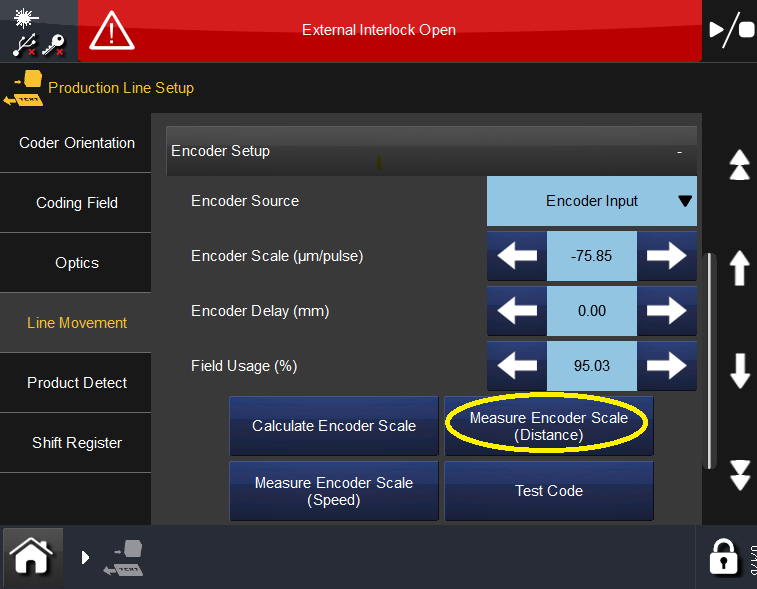 External Interlock Open
TEXT
Production Line Setup
Coder Orientation
Coding Field
Optics
Line Movement
Product Detect
Shift Register
Encoder Setup
-
Encoder Source
Encoder Input
Encoder Scale (µm/pulse)
-75.85
Encoder Delay (mm)
0.00
Field Usage (%)
95.03
Calculate Encoder Scale
Measure Encoder Scale
(Distance)
Measure Encoder Scale
(Speed)
Test Code
TEXT